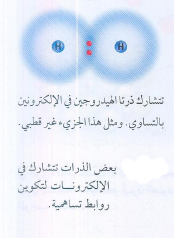 H H
تتشارك ذرتا الهيدروجين في الإلكترونين
بالتساوي. ومثل هذا الجزيء غير قطبي.
بعض الذرات تتشارك في
الإلكترونات لتكوين
روابط تساهمية.